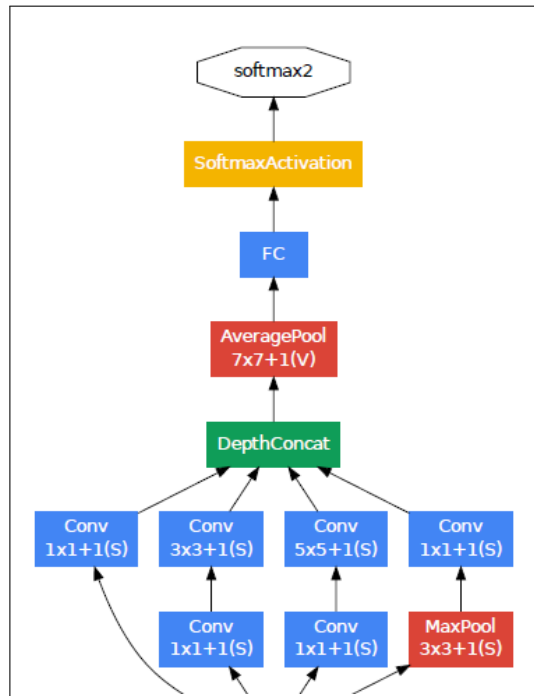 softmax2
SoftmaxActivation
FC
AveragePool
7x7+1(V)
DepthConcat
Conv
1x1+1(S)
Conv
3x3+1(S)
Conv
5x5+1(S)
Conv
1x1+1(S)
Conv
1x1+1(S)
Conv
1x1+1(S)
MaxPool
3x3+1(S)